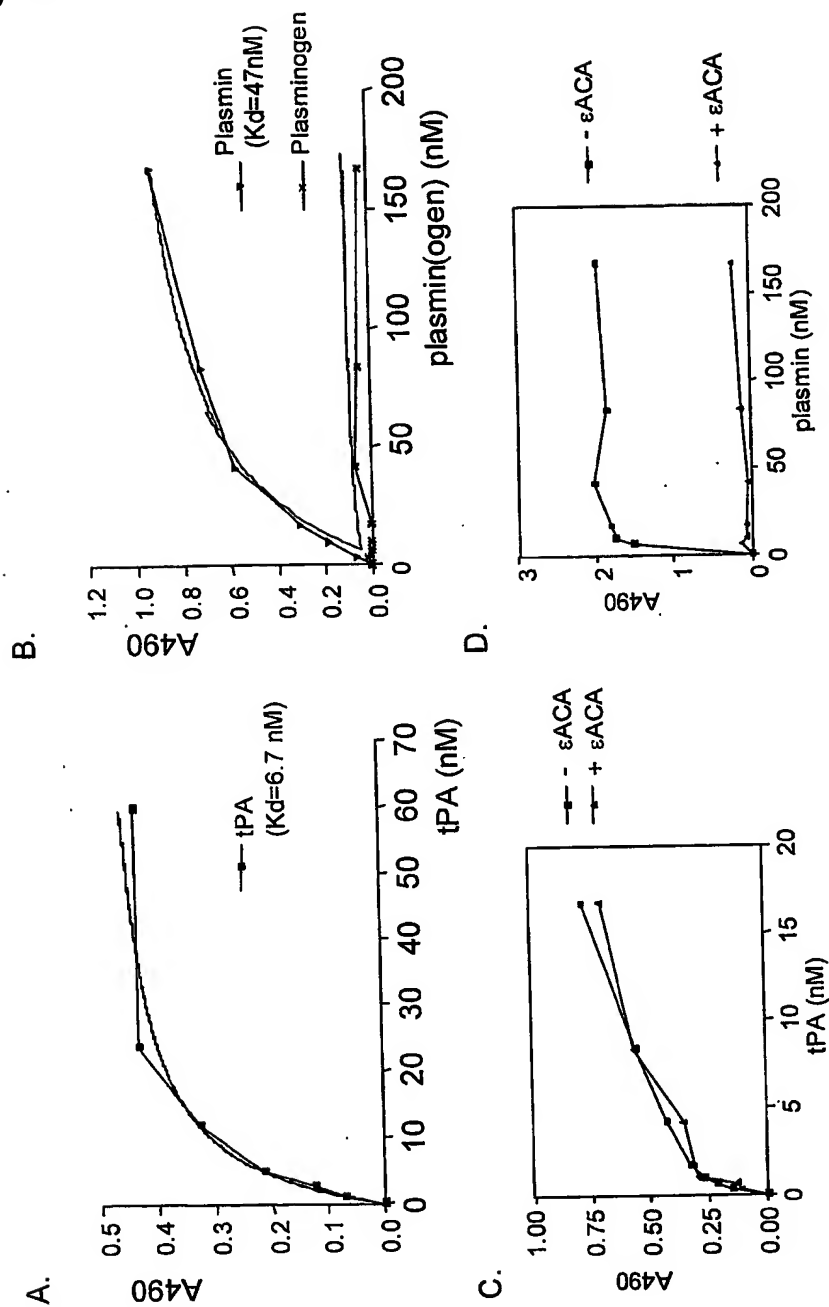 A.
A490
0.5
0.4
0.3
0.2
0.1
0.0
0 10 20 30 40 50 60 70
tPA (nM)
tPA
(Kd=6.7 nM)
B.
A490
1.2
1.0
0.8
0.6
0.4
0.2
0.0
0 50 100 150 200
plasmin(ogen) (nM)
Plasmin
(Kd=47nM)
Plasminogen
C.
A490
1.00
0.75
0.50
0.25
0.00
0 5 10 15 20
tPA (nM)
- εACA
+ εACA
D.
A490
3
2
1
0
0 50 100 150 200
plasmin (nM)
- εACA
+ εACA